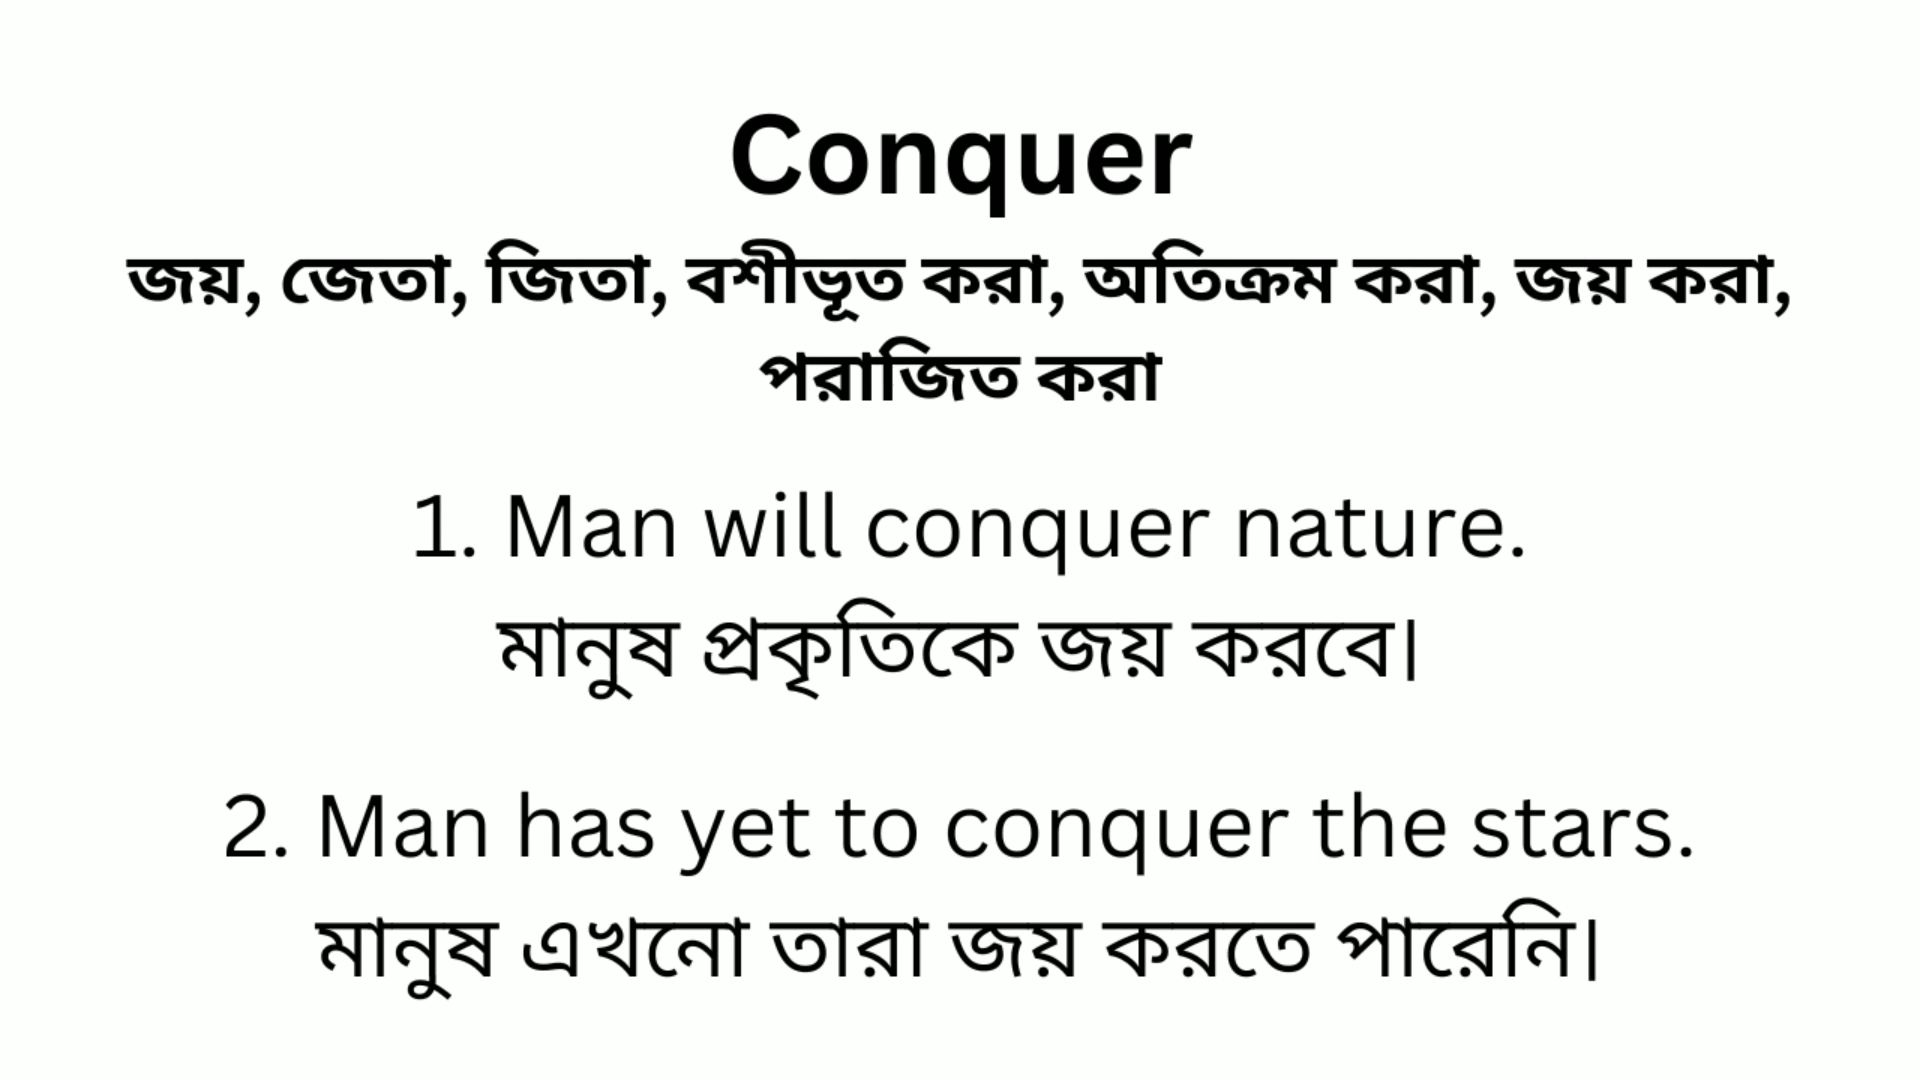 Conquer
জয়, জেতা, জিতা, বশীভূত করা, অতিক্রম করা, জয় করা,
পরাজিত করা
1. Man will conquer nature.
মানুষ প্রকৃতিকে জয় করবে।
2. Man has yet to conquer the stars.
মানুষ এখনো তারা জয় করতে পারেনি।